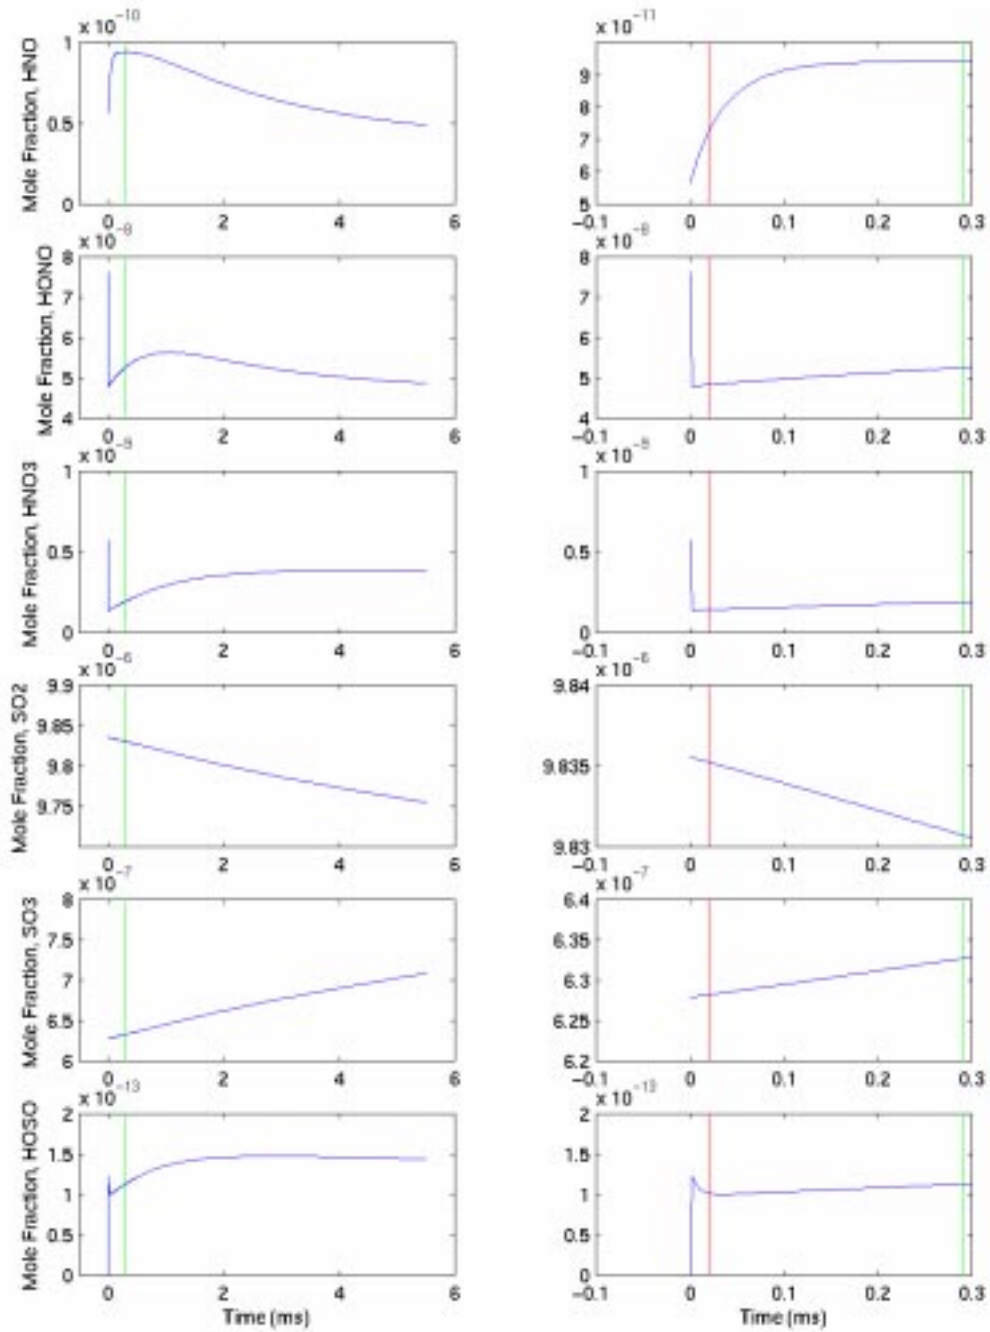 x 10⁻¹⁰ x 10⁻¹¹
Mole Fraction, HNO
1
0.5
0
0 2 4 6
9
8
7
6
5
−0.1 0 0.1 0.2 0.3
x 10⁻⁸ x 10⁻⁸
Mole Fraction, HONO
8
7
6
5
4
0 2 4 6
8
7
6
5
4
−0.1 0 0.1 0.2 0.3
x 10 x 10
Mole Fraction, HNO3
1
0.5
0
0 2 4 6
1
0.5
0
−0.1 0 0.1 0.2 0.3
x 10⁻⁶ x 10⁻⁶
Mole Fraction, SO2
9.9
9.85
9.8
9.75
0 2 4 6
9.84
9.835
9.83
−0.1 0 0.1 0.2 0.3
x 10⁻⁷ x 10⁻⁷
Mole Fraction, SO3
8
7.5
7
6.5
6
0 2 4 6
6.4
6.35
6.3
6.25
6.2
−0.1 0 0.1 0.2 0.3
x 10⁻¹³ x 10⁻¹³
Mole Fraction, HOSO
2
1.5
1
0.5
0
0 2 4 6
2
1.5
1
0.5
0
−0.1 0 0.1 0.2 0.3
Time (ms) Time (ms)